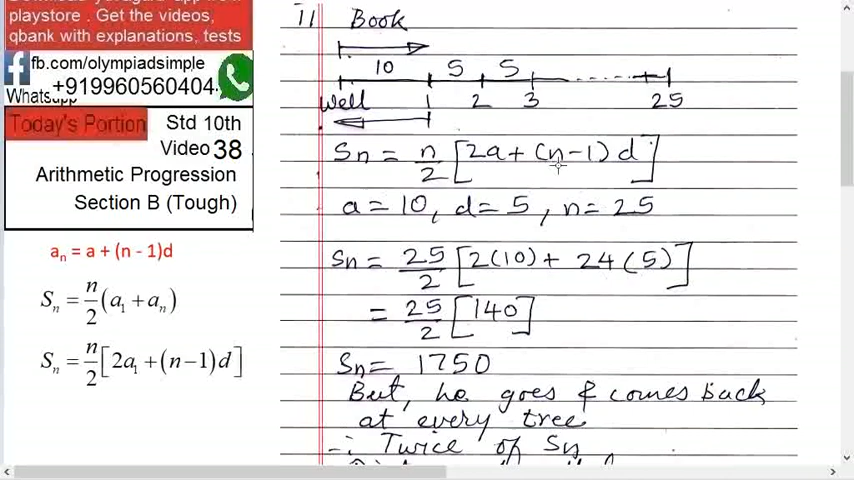 playstore . Get the videos,
qbank with explanations, tests
fb.com/olympiadsimple
+919960560404
Whatsapp
Today's Portion
Std 10th
Video 38
Arithmetic Progression
Section B (Tough)
aₙ = a + (n - 1)d
Sₙ = n/2 (a₁ + aₙ)
Sₙ = n/2 [2a₁ + (n − 1)d]
11 Book
10 5 5
Well 1 2 3 25
Sn = n/2 [2a + (n-1) d]
a = 10, d = 5, n = 25
Sn = 25/2 [2(10) + 24 (5)]
= 25/2 [140]
Sn = 1750
But, he goes & comes back
at every tree
∴ Twice of Sn